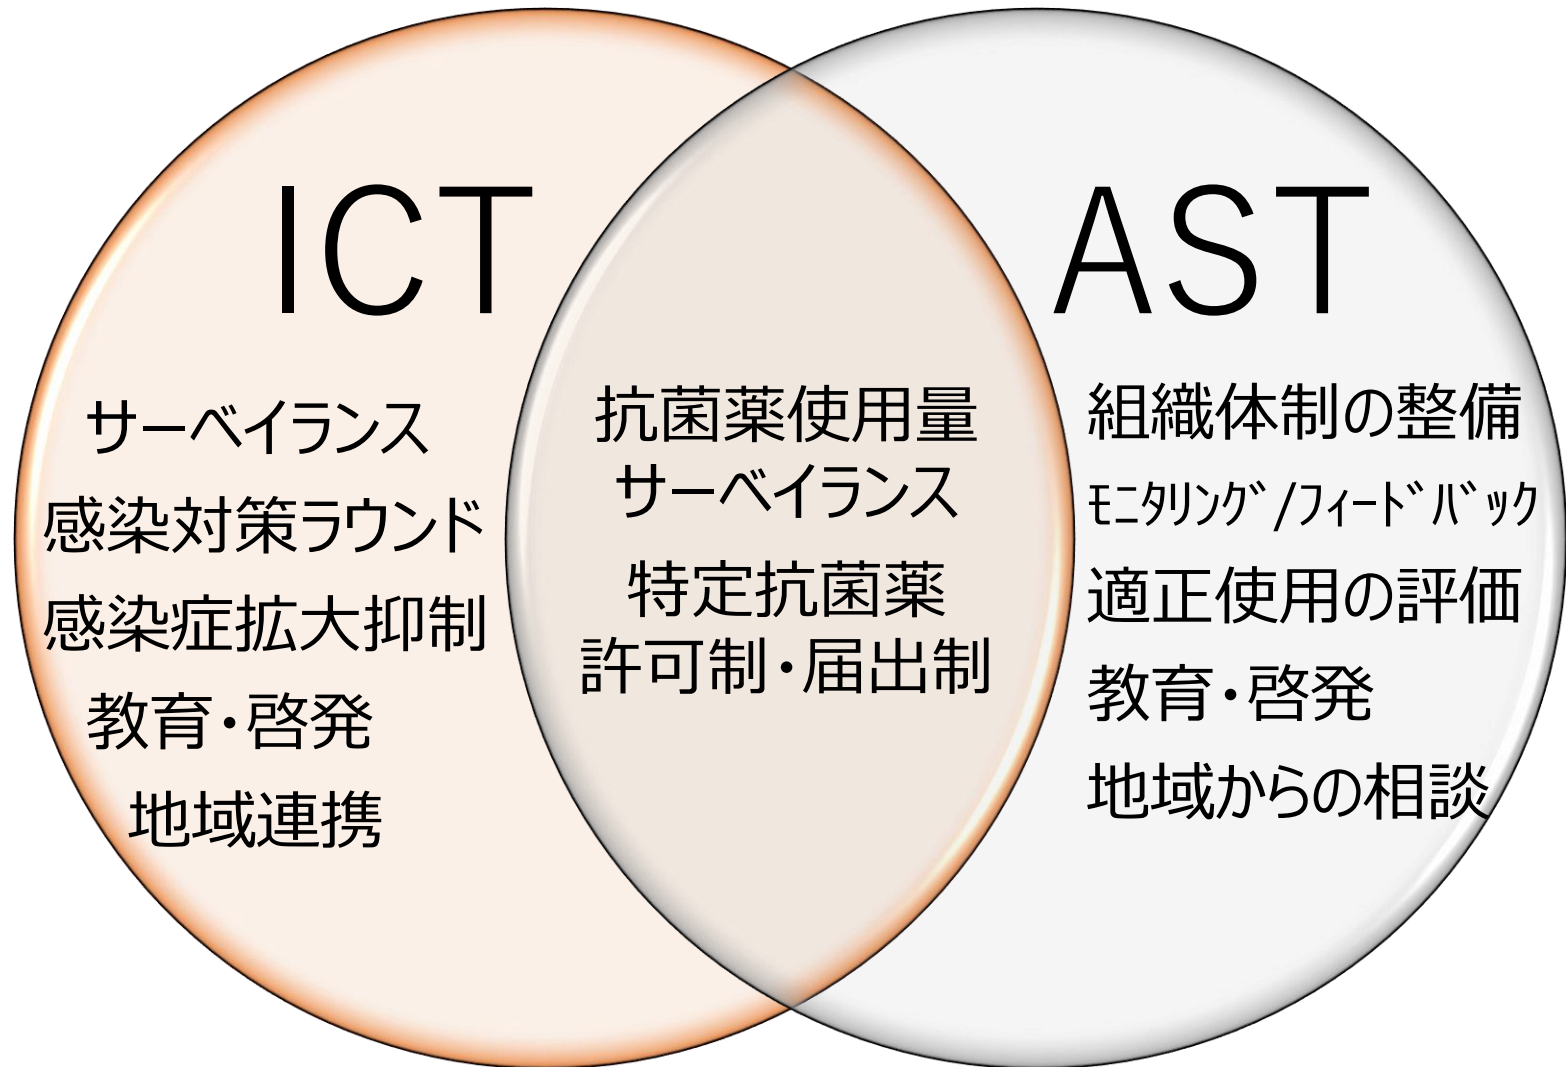 ICT
サーベイランス
感染対策ラウンド
感染症拡大抑制
教育・啓発
地域連携
抗菌薬使用量
サーベイランス
特定抗菌薬
許可制・届出制
AST
組織体制の整備
ﾓﾆﾀﾘﾝｸﾞ/ﾌｨｰﾄﾞﾊﾞｯｸ
適正使用の評価
教育・啓発
地域からの相談